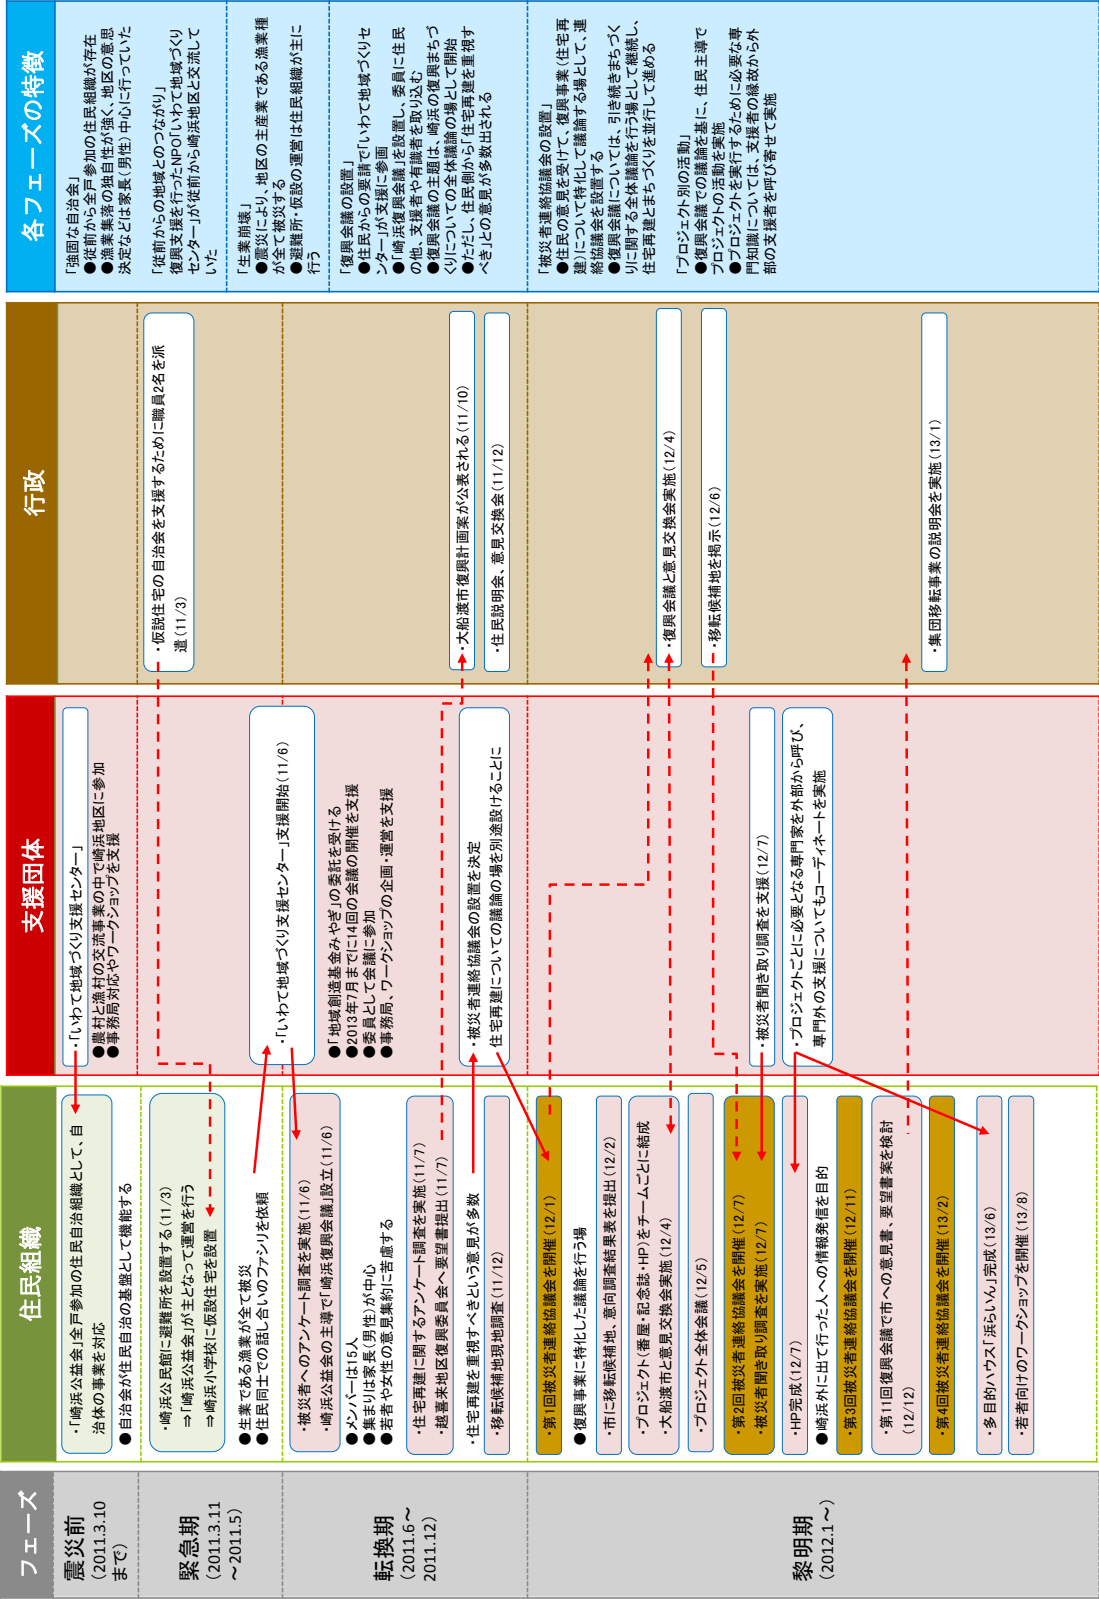 フェーズ
震災前
(2011.3.10
まで)
緊急期
(2011.3.11
～2011.5)
転換期
(2011.6～
2011.12)
黎明期
(2012.1～)
住民組織
・「崎浜公益会」全戸参加の住民自治組織として、自
治体の事業を対応
●自治会が住民自治の基盤として機能する
・崎浜公民館に避難所を設置する(11/3)
⇒「崎浜公益会」が主となって運営を行う
⇒崎浜小学校に仮設住宅を設置
●生業である漁業が全て被災
●住民同士での話し合いのファシリを依頼
・被災者へのアンケート調査を実施(11/6)
・崎浜公益会の主導で「崎浜復興会議」設立(11/6)
●メンバーは15人
●集まりは家長(男性)が中心
●若者や女性の意見集約に苦慮する
・住宅再建に関するアンケート調査を実施(11/7)
・越喜来地区復興委員会へ要望書提出(11/7)
・住宅再建を重視すべきという意見が多数
・移転候補地現地調査(11/12)
・第1回被災者連絡協議会を開催(12/1)
●復興事業に特化した議論を行う場
・市に移転候補地、意向調査結果表を提出(12/2)
・プロジェクト(番屋・記念誌・HP)をチームごとに結成
・大船渡市と意見交換会実施(12/4)
・プロジェクト全体会議(12/5)
・第2回被災者連絡協議会を開催(12/7)
・被災者聞き取り調査を実施(12/7)
・HP完成(12/7)
●崎浜外に出て行った人への情報発信を目的
・第3回被災者連絡協議会を開催(12/11)
・第11回復興会議で市への意見書、要望書案を検討
(12/12)
・第4回被災者連絡協議会を開催(13/2)
・多目的ハウス「浜らいん」完成(13/6)
・若者向けのワークショップを開催(13/8)
支援団体
・「いわて地域づくり支援センター」
●農村と漁村の交流事業の中で崎浜地区に参加
●事務局対応やワークショップを支援
・「いわて地域づくり支援センター」支援開始(11/6)
●「地域創造基金みやぎ」の委託を受ける
●2013年7月までに14回の会議の開催を支援
●委員として会議に参加
●事務局、ワークショップの企画・運営を支援
・被災者連絡協議会の設置を決定
住宅再建についての議論の場を別途設けることに
・被災者聞き取り調査を支援(12/7)
・プロジェクトごとに必要となる専門家を外部から呼び、
専門外の支援についてもコーディネートを実施
行政
・仮説住宅の自治会を支援するために職員2名を派
遣(11/3)
・大船渡市復興計画案が公表される(11/10)
・住民説明会、意見交換会(11/12)
・復興会議と意見交換会実施(12/4)
・移転候補地を掲示(12/6)
・集団移転事業の説明会を実施(13/1)
各フェーズの特徴
「強固な自治会」
●従前から全戸参加の住民組織が存在
●漁業集落の独自性が強く、地区の意思
決定などは家長(男性)中心に行っていた
「従前からの地域とのつながり」
復興支援を行ったNPO「いわて地域づくり
センター」が従前から崎浜地区と交流して
いた
「生業崩壊」
●震災により、地区の主産業である漁業種
が全て被災する
●避難所・仮設の運営は住民組織が主に
行う
「復興会議の設置」
●住民からの要請で「いわて地域づくりセ
ンター」が支援に参画
●「崎浜復興会議」を設置し、委員に住民
の他、支援者や有識者を取り込む
●復興会議の主題は、崎浜の復興まちづ
くりについての全体議論の場として開始
●ただし、住民側から「住宅再建を重視す
べき」との意見が多数出される
「被災者連絡協議会の設置」
●住民の意見を受けて、復興事業(住宅再
建)について特化して議論する場として、連
絡協議会を設置する
●復興会議については、引き続きまちづく
りに関する全体議論を行う場として継続し、
住宅再建とまちづくりを並行して進める
「プロジェクト別の活動」
●復興会議での議論を基に、住民主導で
プロジェクトの活動を実施
●プロジェクトを実行するために必要な専
門知識については、支援者の縁故から外
部の支援者を呼び寄せて実施